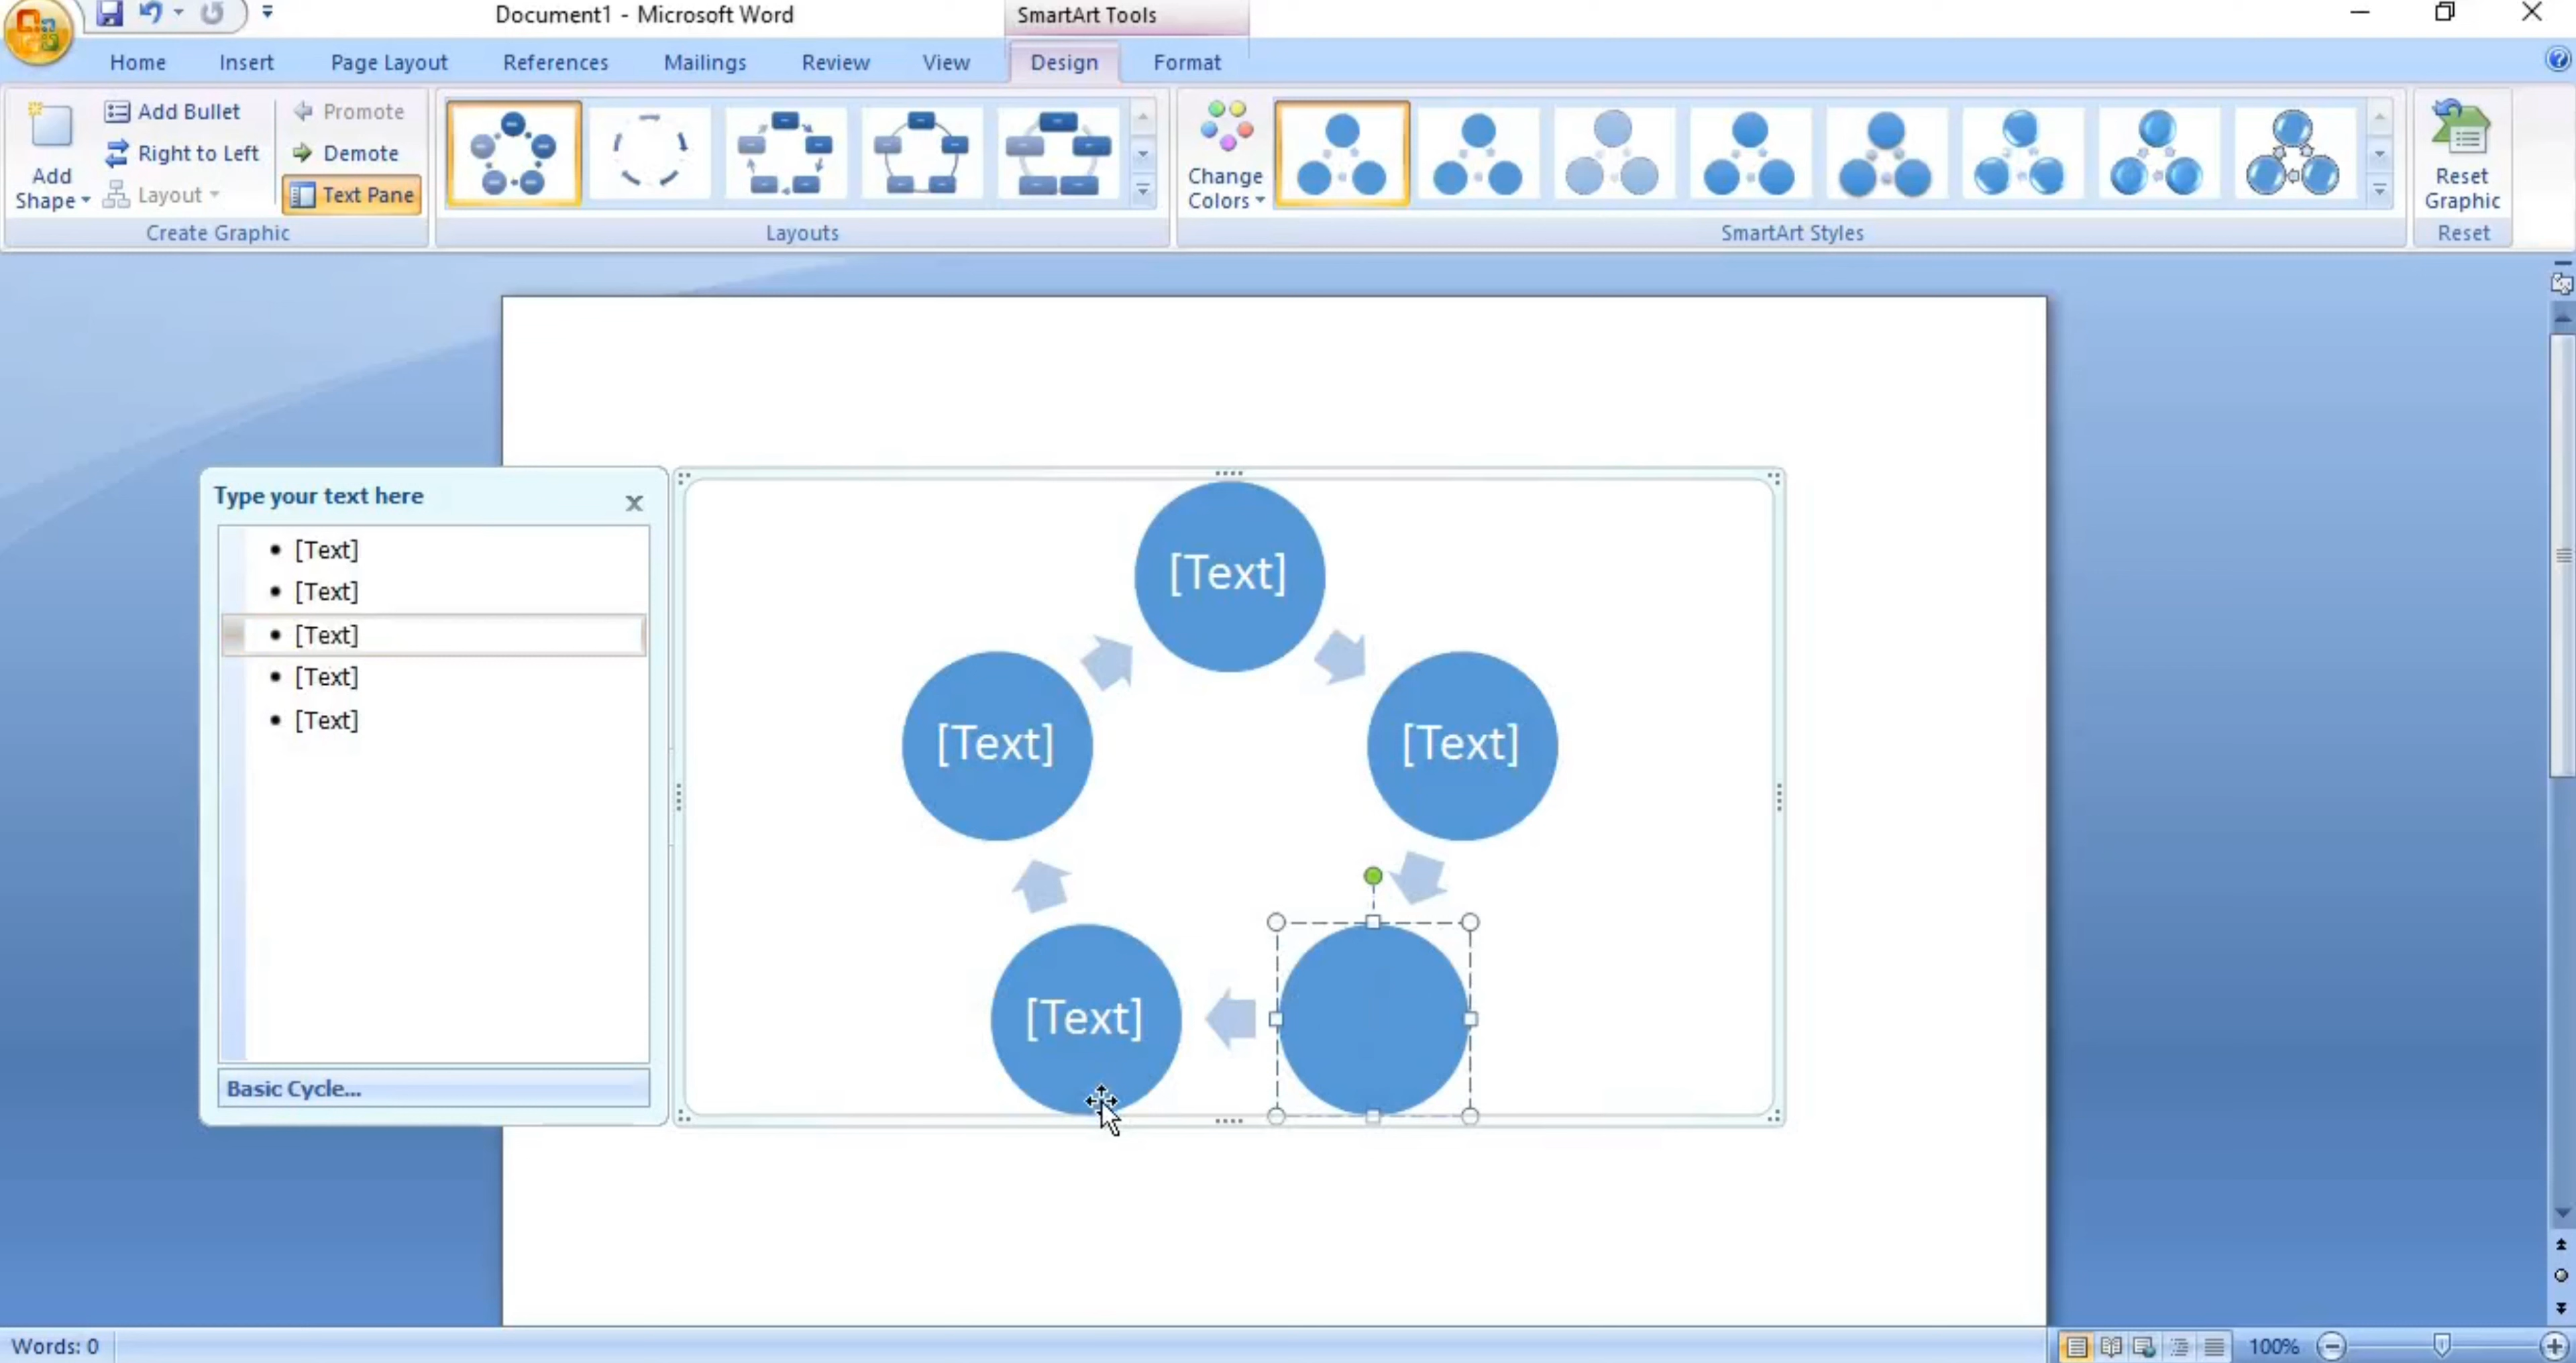 Document1 - Microsoft Word
SmartArt Tools
Home Insert Page Layout References Mailings Review View Design Format
Add Shape
Add Bullet
Right to Left
Layout
Promote
Demote
Text Pane
Create Graphic
Layouts
Change Colors
SmartArt Styles
Reset Graphic
Reset
Type your text here
• [Text]
• [Text]
• [Text]
• [Text]
• [Text]
Basic Cycle...
[Text]
[Text]
[Text]
[Text]
Words: 0
100%